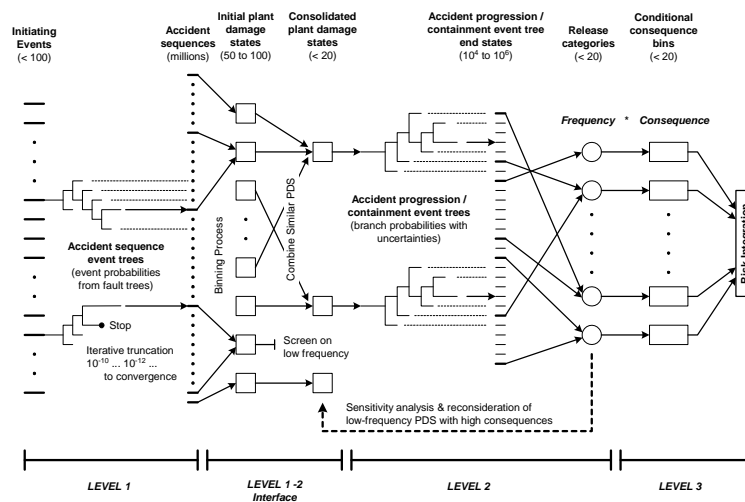 Initiating
Events
(< 100)
Accident
sequences
(millions)
Initial plant
damage
states
(50 to 100)
Consolidated
plant damage
states
(< 20)
Accident progression /
containment event tree
end states
(10⁴ to 10⁶)
Release
categories
(< 20)
Conditional
consequence
bins
(< 20)
Frequency * Consequence
Accident sequence
event trees
(event probabilities
from fault trees)
Stop
Iterative truncation
10⁻¹⁰ ... 10⁻¹² ...
to convergence
Binning Process
Combine Similar PDS
Screen on
low frequency
Accident progression /
containment event trees
(branch probabilities with
uncertainties)
Risk Integration
Sensitivity analysis & reconsideration of
low-frequency PDS with high consequences
LEVEL 1
LEVEL 1 -2
Interface
LEVEL 2
LEVEL 3